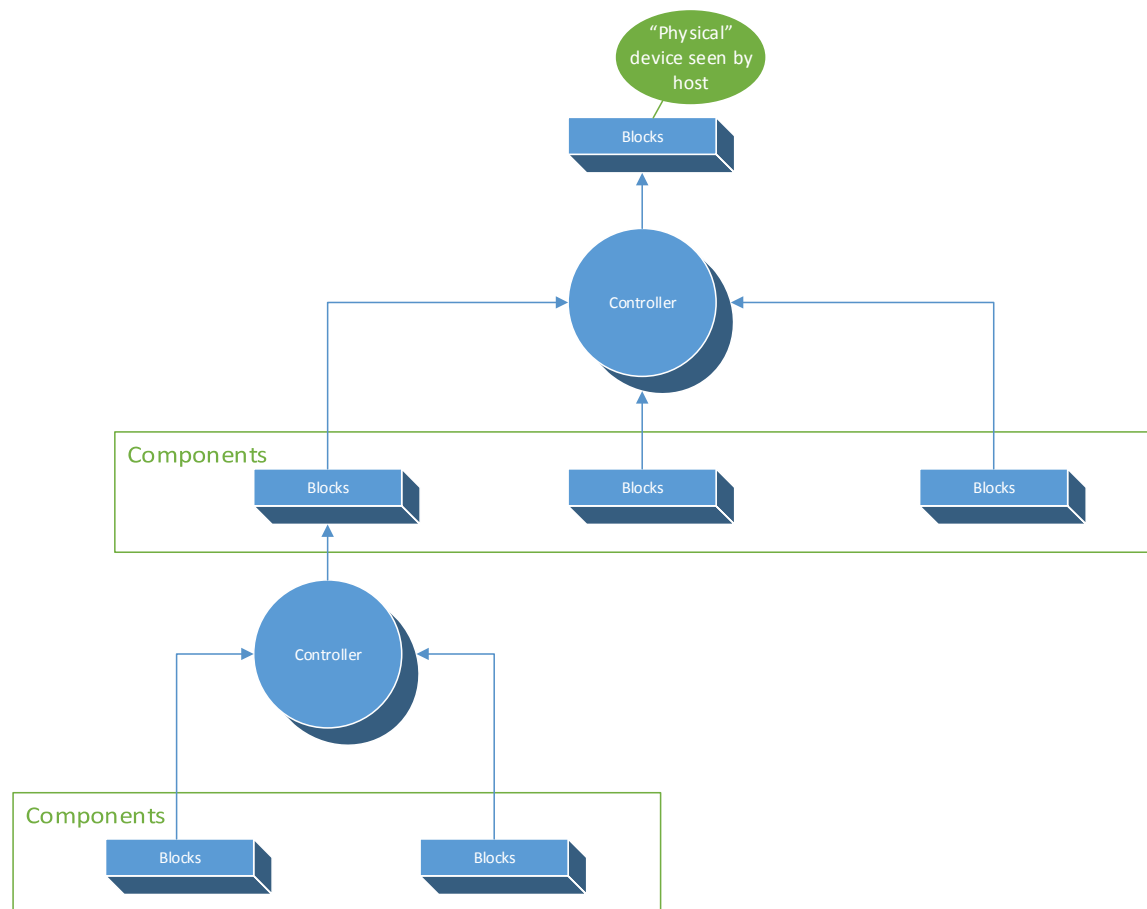 “Physical”
device seen by
host
Blocks
Controller
Components
Blocks
Blocks
Blocks
Controller
Components
Blocks
Blocks